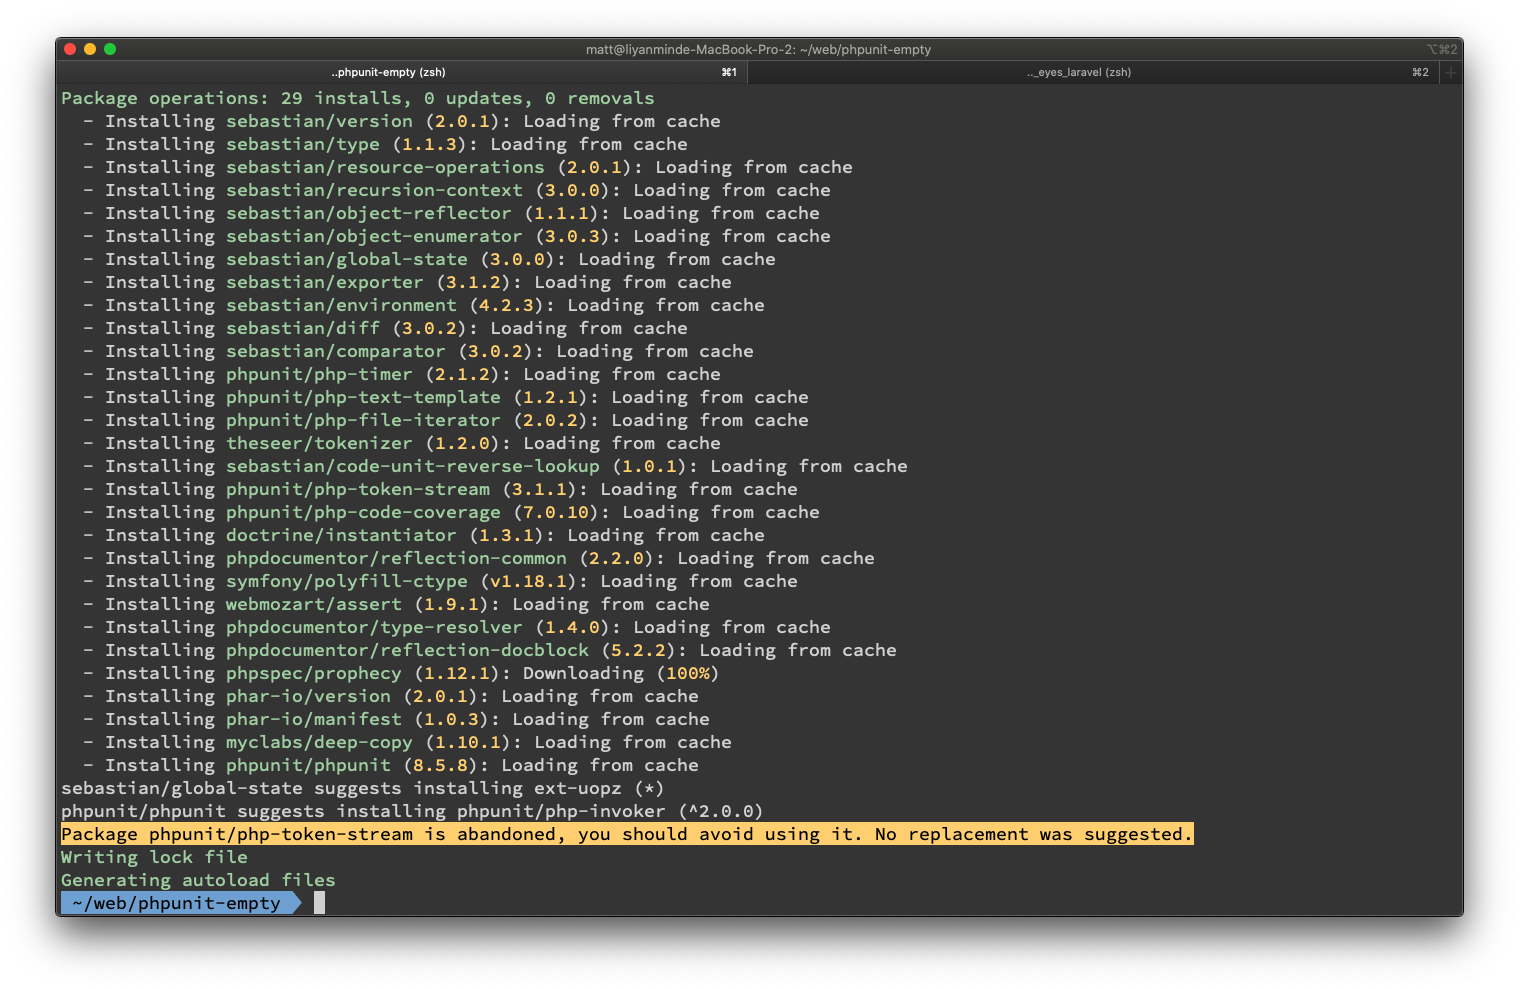 matt@liyanminde-MacBook-Pro-2: ~/web/phpunit-empty ⌥⌘2
..phpunit-empty (zsh) ⌘1 .._eyes_laravel (zsh) ⌘2 +
Package operations: 29 installs, 0 updates, 0 removals
  - Installing sebastian/version (2.0.1): Loading from cache
  - Installing sebastian/type (1.1.3): Loading from cache
  - Installing sebastian/resource-operations (2.0.1): Loading from cache
  - Installing sebastian/recursion-context (3.0.0): Loading from cache
  - Installing sebastian/object-reflector (1.1.1): Loading from cache
  - Installing sebastian/object-enumerator (3.0.3): Loading from cache
  - Installing sebastian/global-state (3.0.0): Loading from cache
  - Installing sebastian/exporter (3.1.2): Loading from cache
  - Installing sebastian/environment (4.2.3): Loading from cache
  - Installing sebastian/diff (3.0.2): Loading from cache
  - Installing sebastian/comparator (3.0.2): Loading from cache
  - Installing phpunit/php-timer (2.1.2): Loading from cache
  - Installing phpunit/php-text-template (1.2.1): Loading from cache
  - Installing phpunit/php-file-iterator (2.0.2): Loading from cache
  - Installing theseer/tokenizer (1.2.0): Loading from cache
  - Installing sebastian/code-unit-reverse-lookup (1.0.1): Loading from cache
  - Installing phpunit/php-token-stream (3.1.1): Loading from cache
  - Installing phpunit/php-code-coverage (7.0.10): Loading from cache
  - Installing doctrine/instantiator (1.3.1): Loading from cache
  - Installing phpdocumentor/reflection-common (2.2.0): Loading from cache
  - Installing symfony/polyfill-ctype (v1.18.1): Loading from cache
  - Installing webmozart/assert (1.9.1): Loading from cache
  - Installing phpdocumentor/type-resolver (1.4.0): Loading from cache
  - Installing phpdocumentor/reflection-docblock (5.2.2): Loading from cache
  - Installing phpspec/prophecy (1.12.1): Downloading (100%)
  - Installing phar-io/version (2.0.1): Loading from cache
  - Installing phar-io/manifest (1.0.3): Loading from cache
  - Installing myclabs/deep-copy (1.10.1): Loading from cache
  - Installing phpunit/phpunit (8.5.8): Loading from cache
sebastian/global-state suggests installing ext-uopz (*)
phpunit/phpunit suggests installing phpunit/php-invoker (^2.0.0)
Package phpunit/php-token-stream is abandoned, you should avoid using it. No replacement was suggested.
Writing lock file
Generating autoload files
~/web/phpunit-empty